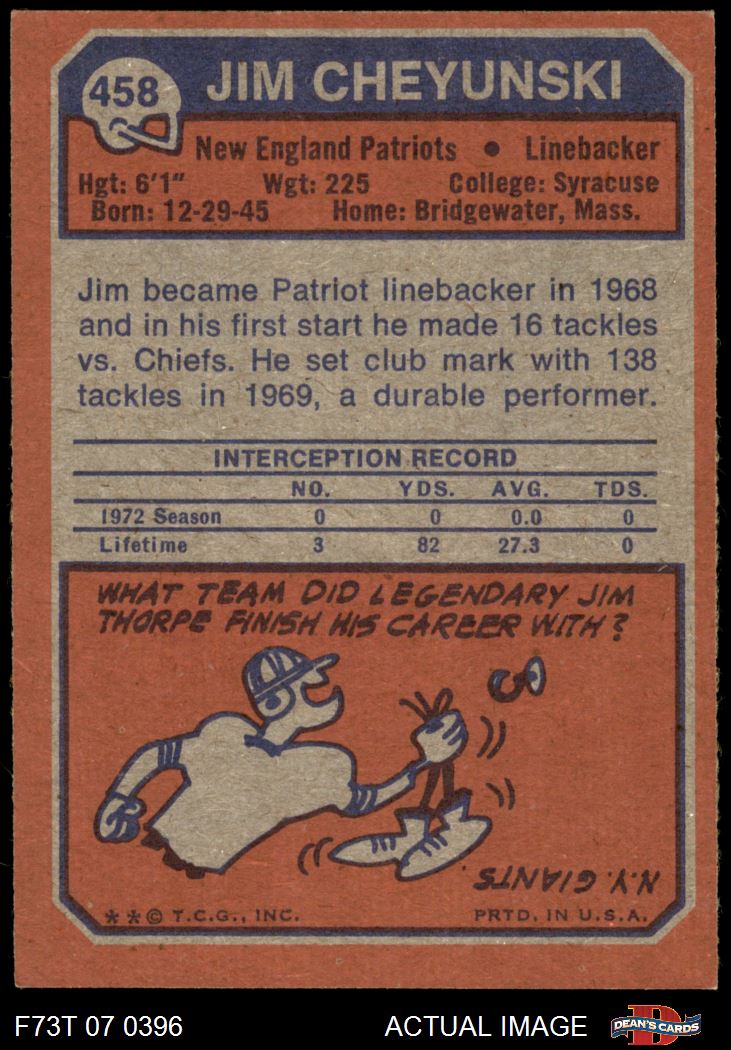 458
JIM CHEYUNSKI
New England Patriots • Linebacker
Hgt: 6'1" Wgt: 225 College: Syracuse
Born: 12-29-45 Home: Bridgewater, Mass.
Jim became Patriot linebacker in 1968
and in his first start he made 16 tackles
vs. Chiefs. He set club mark with 138
tackles in 1969, a durable performer.
INTERCEPTION RECORD
NO. YDS. AVG. TDS.
1972 Season 0 0 0.0 0
Lifetime 3 82 27.3 0
WHAT TEAM DID LEGENDARY JIM
THORPE FINISH HIS CAREER WITH?
N.Y. GIANTS.
* * © T.C.G., INC. PRTD. IN U.S.A.
F73T 07 0396 ACTUAL IMAGE
D
DEAN'S CARDS